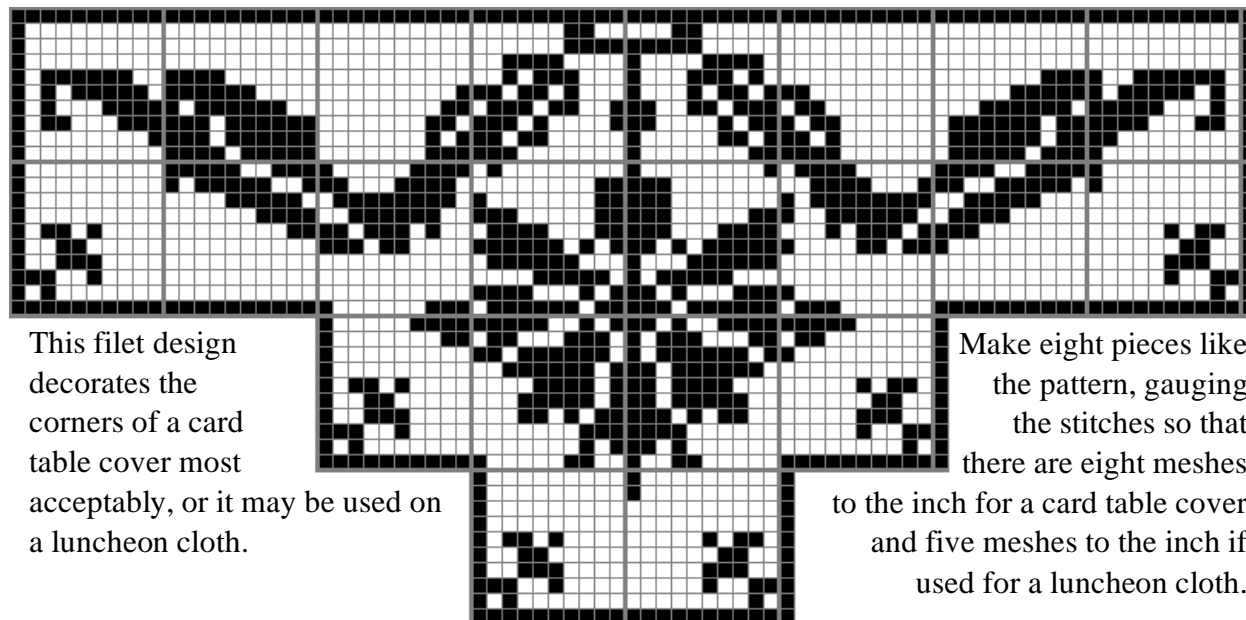 This filet design
decorates the
corners of a card
table cover most
acceptably, or it may be used on
a luncheon cloth.
Make eight pieces like
the pattern, gauging
the stitches so that
there are eight meshes
to the inch for a card table cover
and five meshes to the inch if
used for a luncheon cloth.